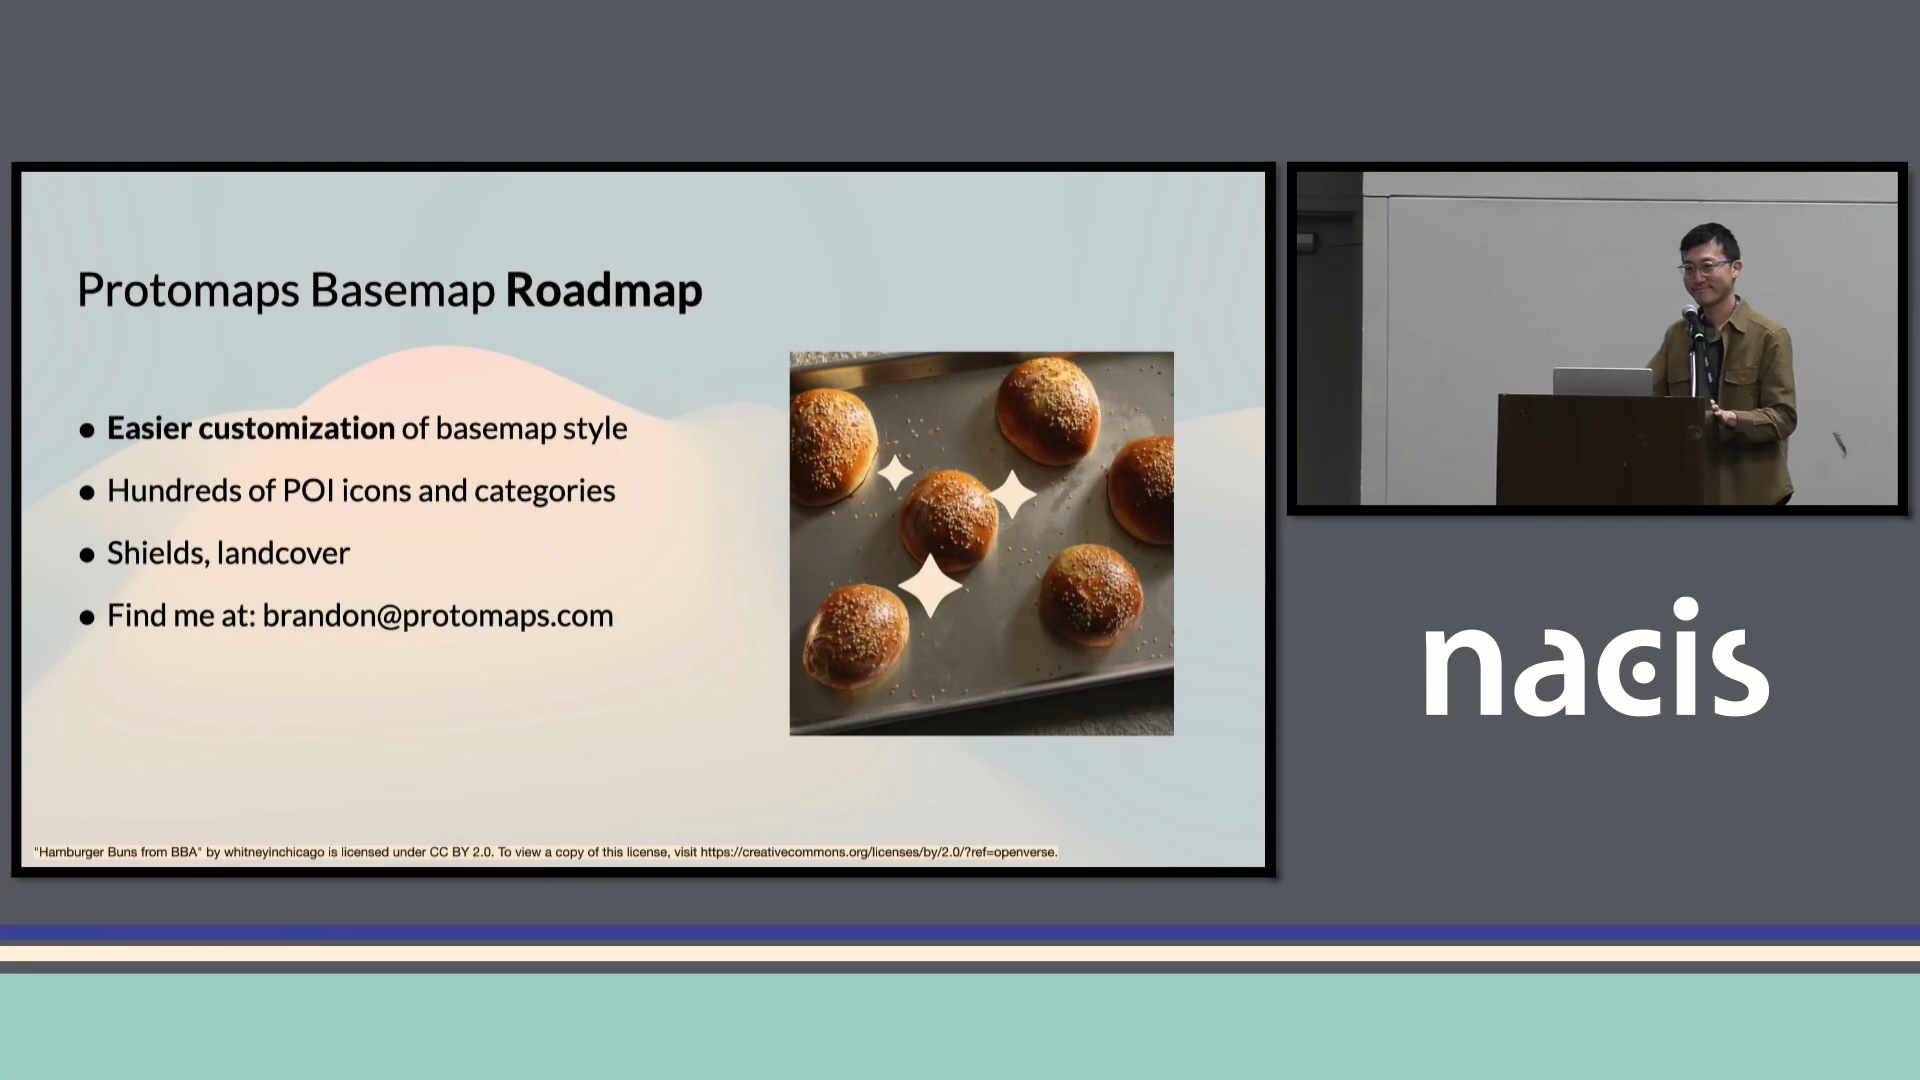 Protomaps Basemap Roadmap
● Easier customization of basemap style
● Hundreds of POI icons and categories
● Shields, landcover
● Find me at: brandon@protomaps.com
"Hamburger Buns from BBA" by whitneyinchicago is licensed under CC BY 2.0. To view a copy of this license, visit https://creativecommons.org/licenses/by/2.0/?ref=openverse.
nacis